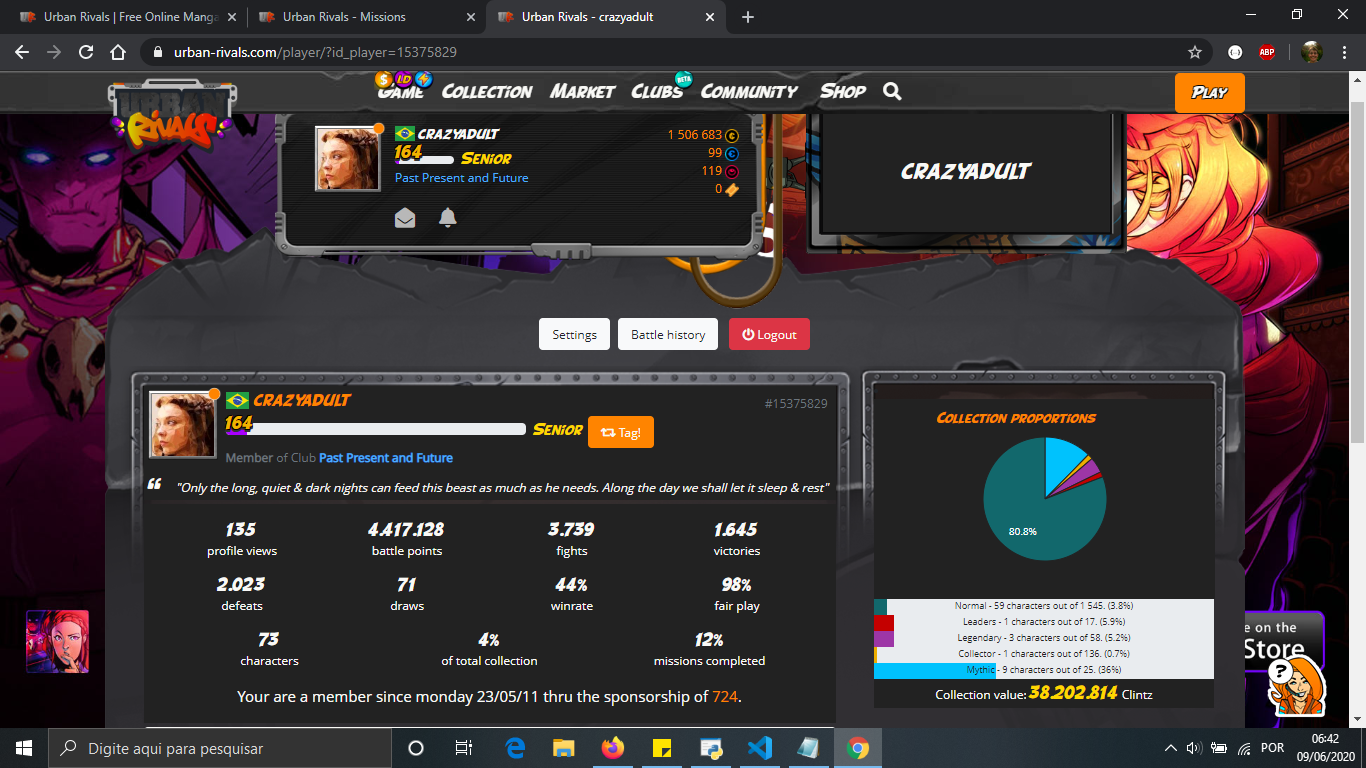 Urban Rivals | Free Online Manga
Urban Rivals - Missions
Urban Rivals - crazyadult
urban-rivals.com/player/?id_player=15375829
ABP
URBAN RIVALS
GAME
COLLECTION
MARKET
CLUBS
BETA
COMMUNITY
SHOP
PLAY
CRAZYADULT
164
SENIOR
Past Present and Future
1 506 683
99
119
0
CRAZYADULT
Settings
Battle history
Logout
CRAZYADULT
#15375829
164
SENIOR
Tag!
Member of Club Past Present and Future
"Only the long, quiet & dark nights can feed this beast as much as he needs. Along the day we shall let it sleep & rest"
135
profile views
4.417.128
battle points
3.739
fights
1.645
victories
2.023
defeats
71
draws
44%
winrate
98%
fair play
73
characters
4%
of total collection
12%
missions completed
Your are a member since monday 23/05/11 thru the sponsorship of 724.
COLLECTION PROPORTIONS
80.8%
Normal - 59 characters out of 1 545. (3.8%)
Leaders - 1 characters out of 17. (5.9%)
Legendary - 3 characters out of 58. (5.2%)
Collector - 1 characters out of 136. (0.7%)
Mythic - 9 characters out of 25. (36%)
Collection value: 38.202.814 Clintz
e on the
Store
?
Digite aqui para pesquisar
POR
06:42
09/06/2020